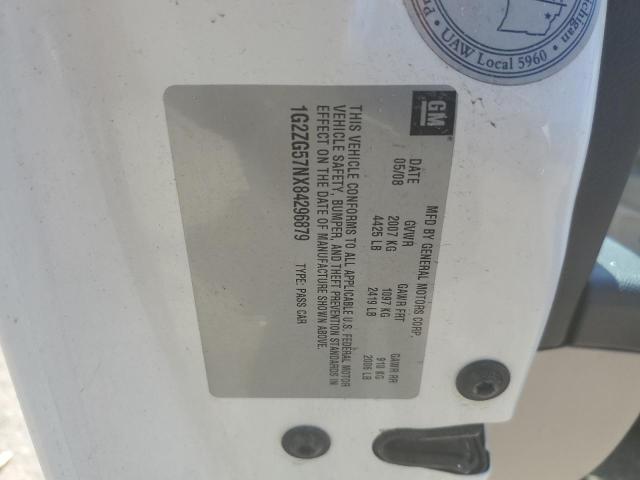 GM
MFD BY GENERAL MOTORS CORP.
DATE GVWR GAWR FRT GAWR RR
05/08 2007 KG 1097 KG 910 KG
4425 LB 2419 LB 2006 LB
THIS VEHICLE CONFORMS TO ALL APPLICABLE U.S. FEDERAL MOTOR
VEHICLE SAFETY, BUMPER, AND THEFT PREVENTION STANDARDS IN
EFFECT ON THE DATE OF MANUFACTURE SHOWN ABOVE.
1G2ZG57NX84296879 TYPE: PASS CAR
UAW Local 5960